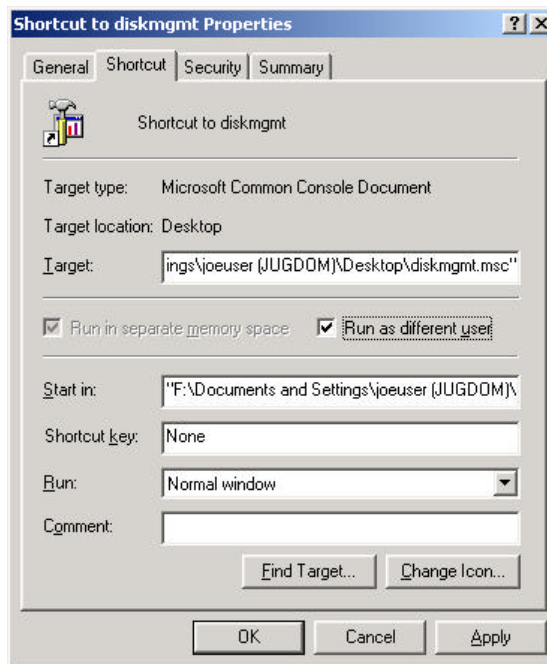 Shortcut to diskmgmt Properties
General Shortcut Security Summary
Shortcut to diskmgmt
Target type: Microsoft Common Console Document
Target location: Desktop
Target: ings\joeuser (JUGDOM)\Desktop\diskmgmt.msc"
Run in separate memory space Run as different user
Start in: "F:\Documents and Settings\joeuser (JUGDOM)\
Shortcut key: None
Run: Normal window
Comment:
Find Target... Change Icon...
OK Cancel Apply